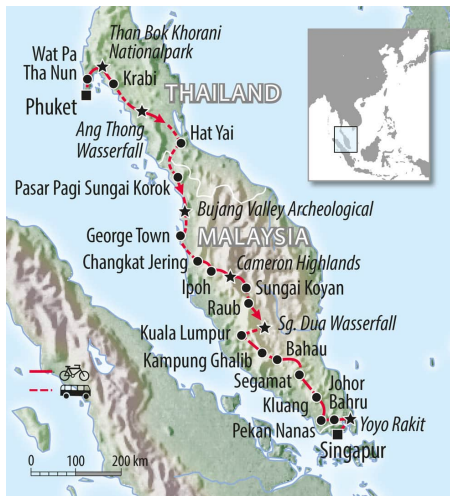 Than Bok Khorani
Nationalpark
Wat Pa
Tha Nun
Krabi
Phuket
THAILAND
Ang Thong
Wasserfall
Hat Yai
Pasar Pagi Sungai Korok
Bujang Valley Archeological
George Town
MALAYSIA
Changkat Jering
Cameron Highlands
Ipoh
Sungai Koyan
Raub
Sg. Dua Wasserfall
Kuala Lumpur
Kampung Ghalib
Bahau
Segamat
Johor
Bahru
Kluang
Yoyo Rakit
Pekan Nanas
Singapur
0 100 200 km